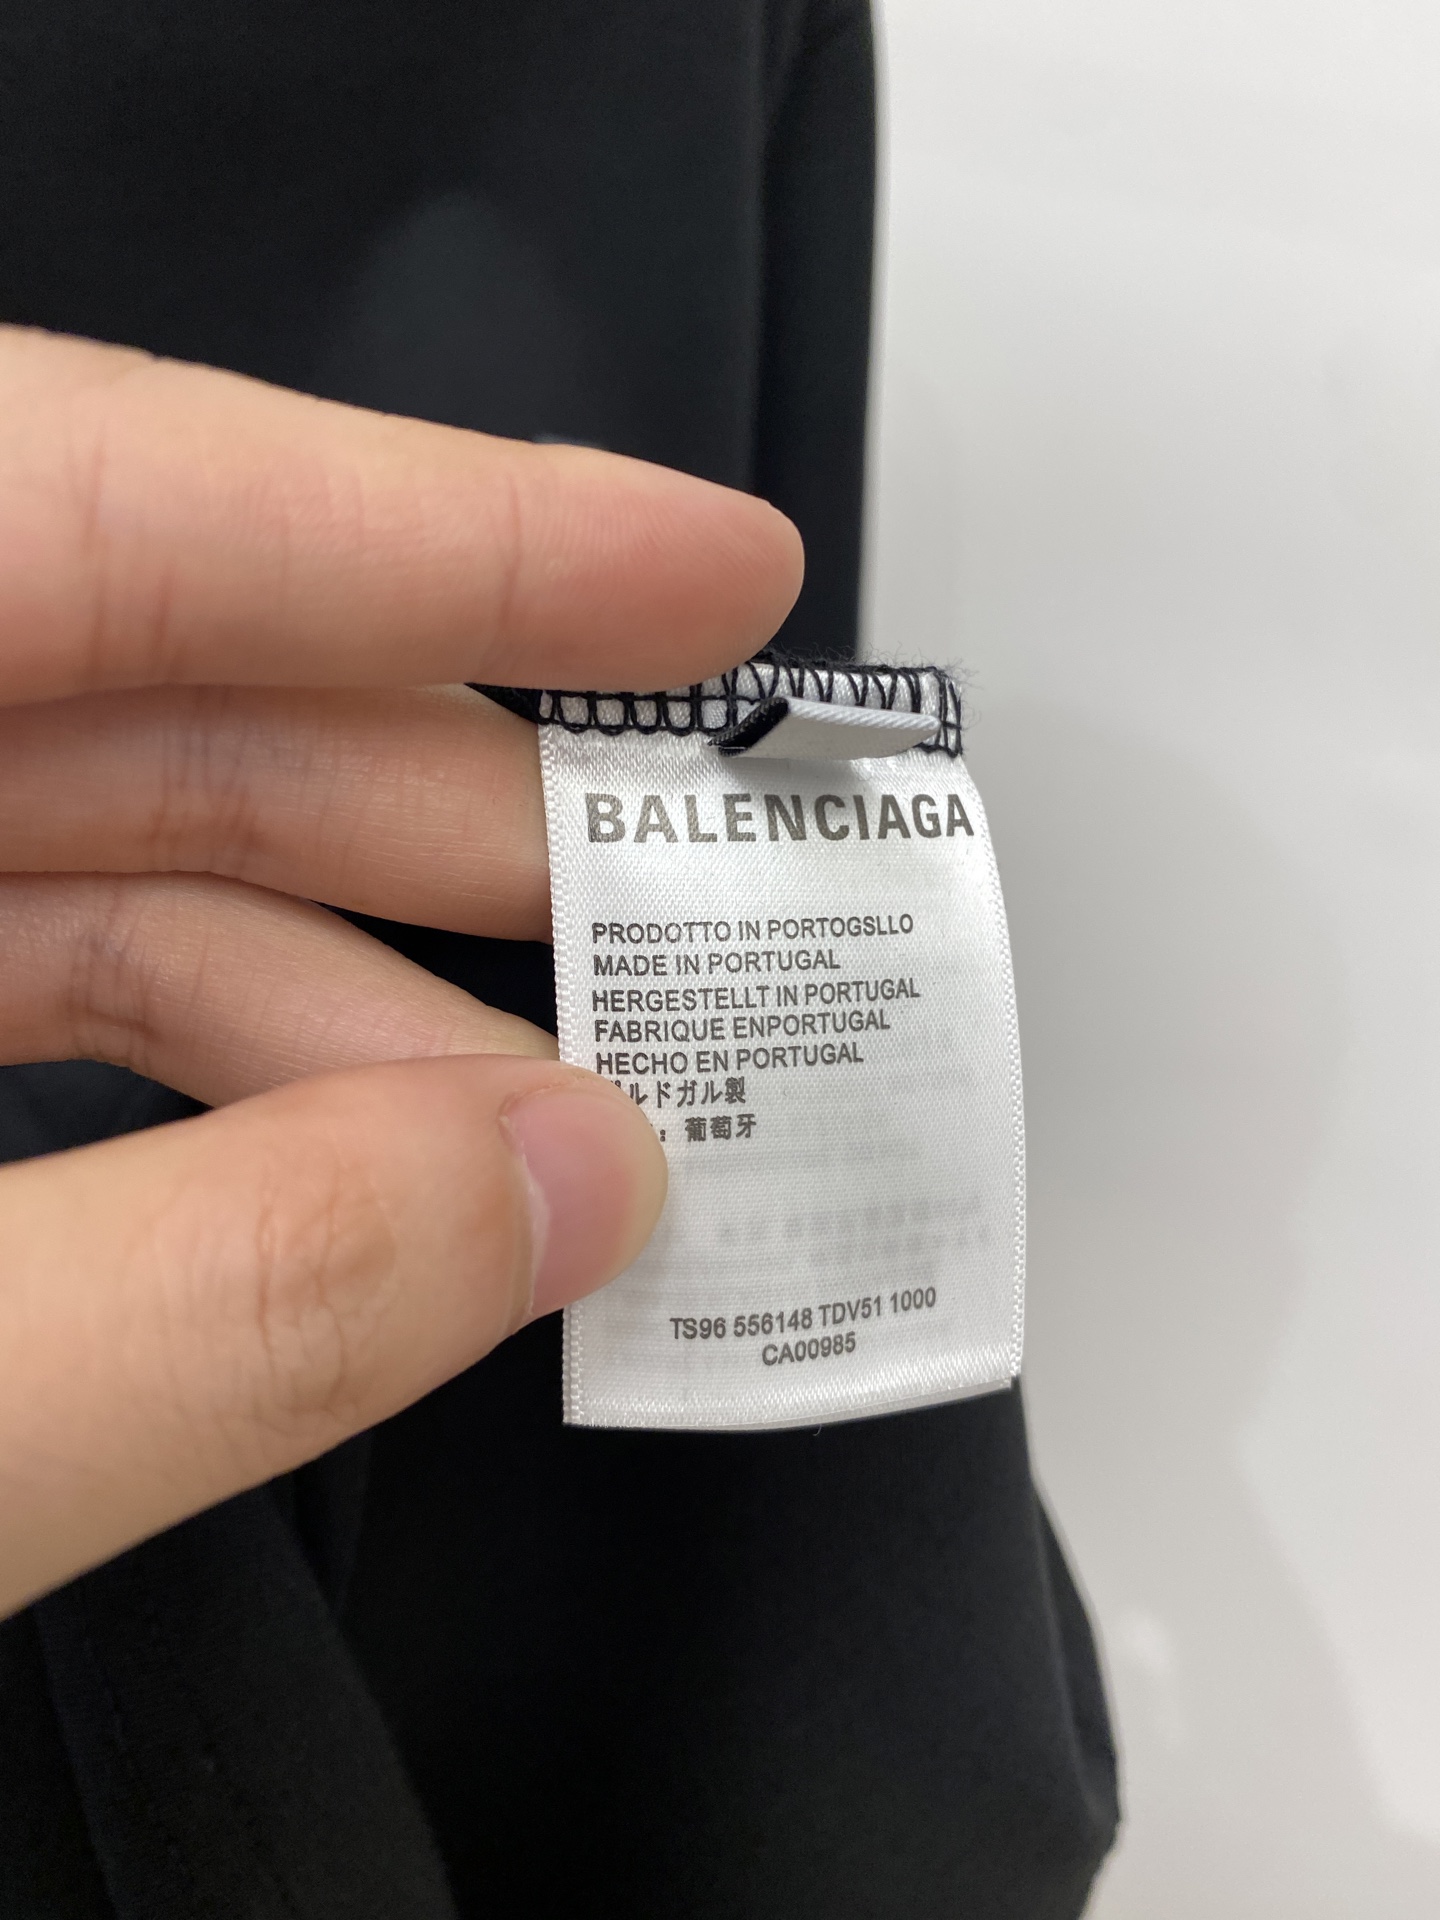 BALENCIAGA
PRODOTTO IN PORTOGSLLO
MADE IN PORTUGAL
HERGESTELLT IN PORTUGAL
FABRIQUE ENPORTUGAL
HECHO EN PORTUGAL
ルドガル製
: 葡萄牙
TS96 556148 TDV51 1000
CA00985